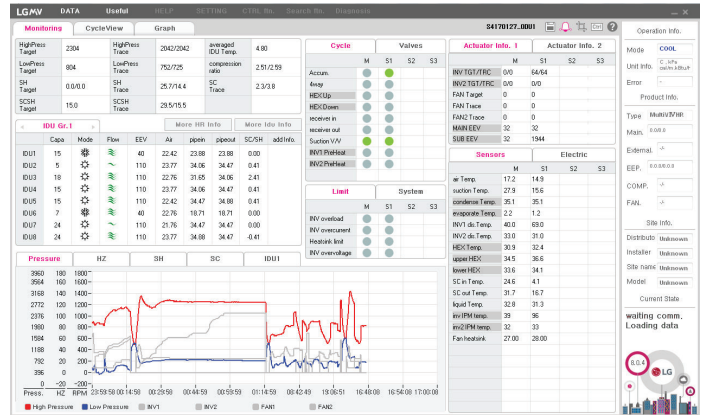 LGMV DATA Useful HELP SETTING CTRL Fn. Search Fn. Diagnosis
Monitoring CycleView Graph S4170127_00U1
HighPress Target 2304 HighPress Trace 2042/2042 averaged IDU Temp. 4.80
LowPress Target 804 LowPress Trace 752/725 compression ratio 2.51/2.59
SH Target 0.0/0.0 SH Trace 25.7/14.4 SC Trace 2.3/3.8
SCSH Target 15.0 SCSH Trace 29.5/15.5
< IDU Gr.1 > More HR Info More Idu Info
Capa Mode Flow EEV Air pipein pipeout SC/SH add Info.
IDU1 15 40 22.42 23.88 23.88 0.00
IDU2 5 110 23.77 34.06 34.47 0.41
IDU3 18 110 22.76 31.65 34.06 2.41
IDU4 15 110 23.77 34.06 34.47 0.41
IDU5 15 110 22.42 34.47 34.88 0.41
IDU6 7 40 22.76 18.71 18.71 0.00
IDU7 24 110 21.76 34.47 34.47 0.00
IDU8 24 110 23.77 34.88 34.47 -0.41
Cycle Valves
M S1 S2 S3
Accum.
4way
HEX Up
HEX Down
receiver in
receiver out
Suction V/V
INV1 PreHeat
INV2 PreHeat
Limit System
M S1 S2 S3
INV overload
INV overcurrent
Heatsink limit
INV overvoltage
Actuator Info. 1 Actuator Info. 2
M S1 S2 S3
INV TGT/TRC 0/0 64/64
INV2 TGT/TRC 0/0 0/0
FAN Target 0 0
FAN Trace 0 0
FAN2 Trace 0 0
MAIN EEV 32 32
SUB EEV 32 1944
Sensors Electric
M S1 S2 S3
air Temp. 17.2 14.9
suction Temp. 27.9 15.6
condense Temp. 35.1 35.1
evaporate Temp. 2.2 1.2
INV1 dis.Temp. 40.0 69.0
INV2 dis.Temp. 33.0 31.0
HEX Temp. 30.9 32.4
upper HEX 34.5 36.6
lower HEX 33.6 34.1
SC in Temp. 24.6 4.1
SC out Temp. 31.7 16.7
liquid Temp. 32.8 31.3
inv IPM temp. 39 96
inv2 IPM temp. 32 33
Fan heatsink 27.00 28.00
Operation Info.
Mode COOL
Unit Info.
Error -
Product Info.
Type MultiVⅣHR
Main. 0.0/0.0
External. -/-
EEP. 0.0.0/0.0.0
COMP. -/-
FAN. -/-
Site Info.
Distributo Unknown
Installer Unknown
Site name Unknown
Model Unknown
Current State
waiting comm.
Loading data
8.0.4
LG
Pressure HZ SH SC IDU1
3960 180 1800
3564 160 1600
3168 140 1400
2772 120 1200
2376 100 1000
1980 80 800
1584 60 600
1188 40 400
792 20 200
396 0 0
0 -20 -200
Press. HZ RPM 23:59:58 00:14:58 00:29:58 00:44:59 00:59:59 01:14:59 08:42:49 19:06:51 16:48:08 16:54:08 17:00:08
High Pressure Low Pressure INV1 INV2 FAN1 FAN2